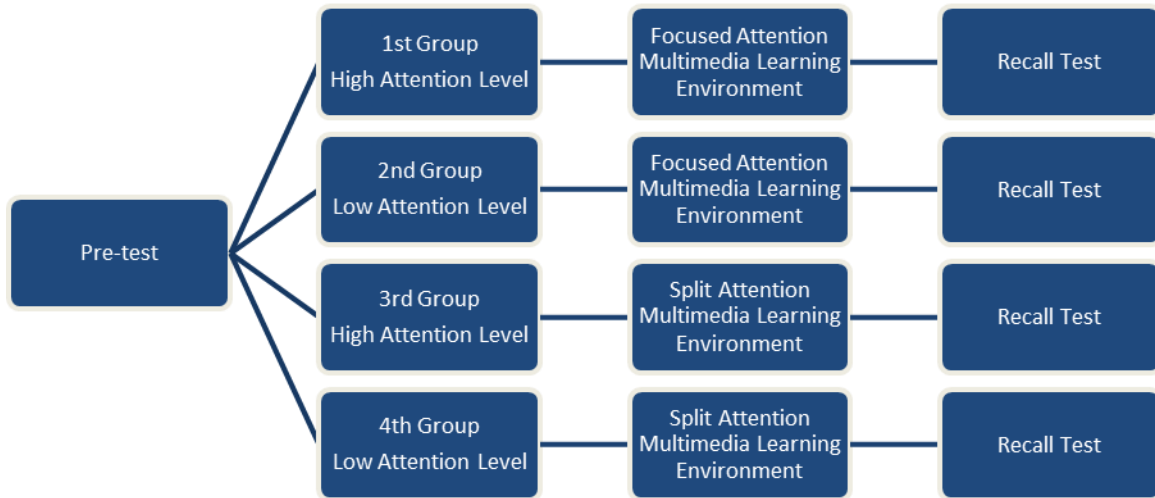 1st Group
High Attention Level
Focused Attention
Multimedia Learning
Environment
Recall Test
2nd Group
Low Attention Level
Focused Attention
Multimedia Learning
Environment
Recall Test
Pre-test
3rd Group
High Attention Level
Split Attention
Multimedia Learning
Environment
Recall Test
4th Group
Low Attention Level
Split Attention
Multimedia Learning
Environment
Recall Test